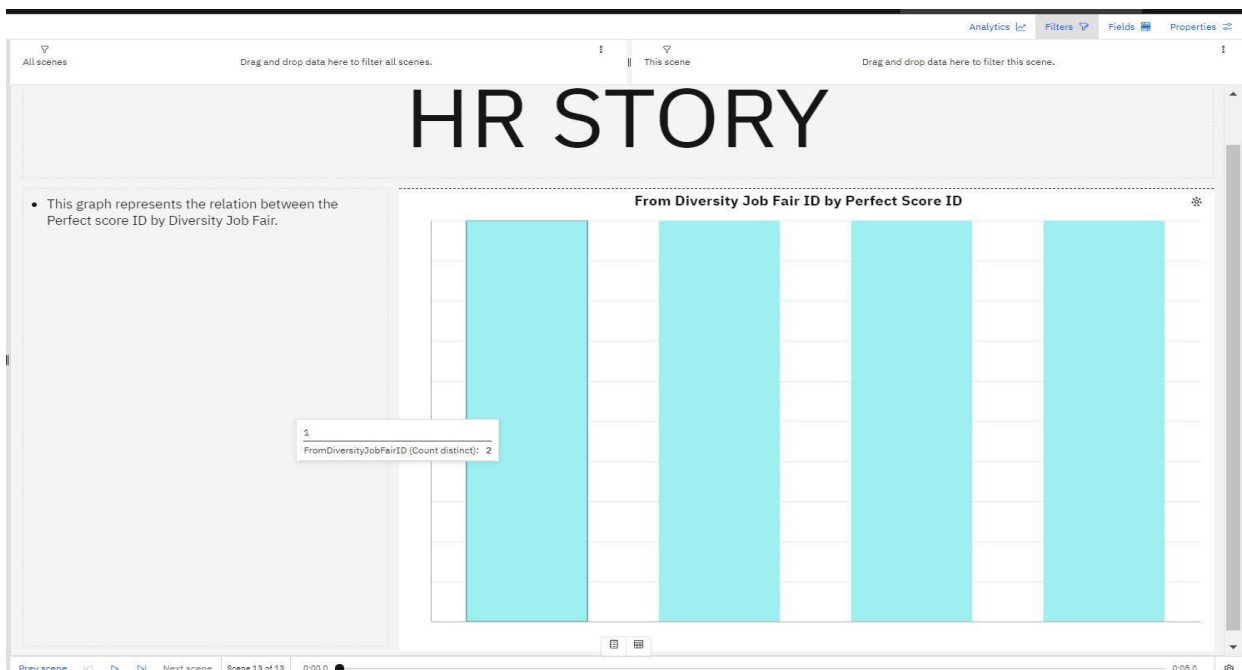 Analytics Filters Fields Properties
All scenes Drag and drop data here to filter all scenes. This scene Drag and drop data here to filter this scene.
HR STORY
• This graph represents the relation between the
Perfect score ID by Diversity Job Fair.
From Diversity Job Fair ID by Perfect Score ID
1
FromDiversityJobFairID (Count distinct): 2
Prev scene Next scene Scene 13 of 13 0:00.0 0:05.0